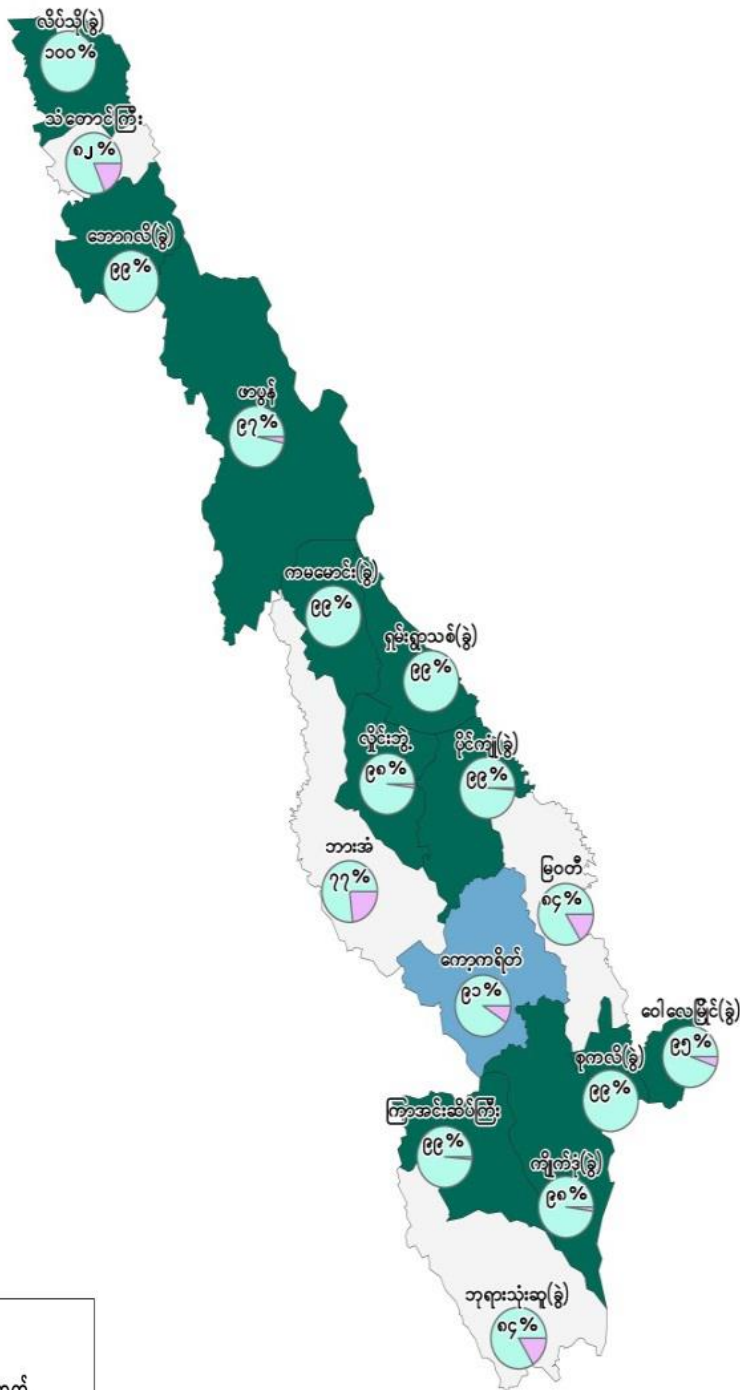 လိပ်သို(ခွဲ)
၁၀၀%
သံတောင်ကြီး
၈၂%
ဘောဂလိ(ခွဲ)
၉၉%
ဖာပွန်
၉၇%
ကမမောင်း(ခွဲ)
၉၉%
ရှမ်းရွာသစ်(ခွဲ)
၉၉%
လှိုင်းဘွဲ့
၉၈%
ပိုင်ကျုံ(ခွဲ)
၉၉%
ဘားအံ
၇၇%
မြဝတီ
၈၄%
ကော့ကရိတ်
၉၁%
ဝေါလေမြိုင်(ခွဲ)
၉၅%
စုကလိ(ခွဲ)
၉၉%
ကြာအင်းဆိပ်ကြီး
၉၉%
ကျိုက်ဒုံ(ခွဲ)
၉၈%
ဘုရားသုံးဆူ(ခွဲ)
၈၄%